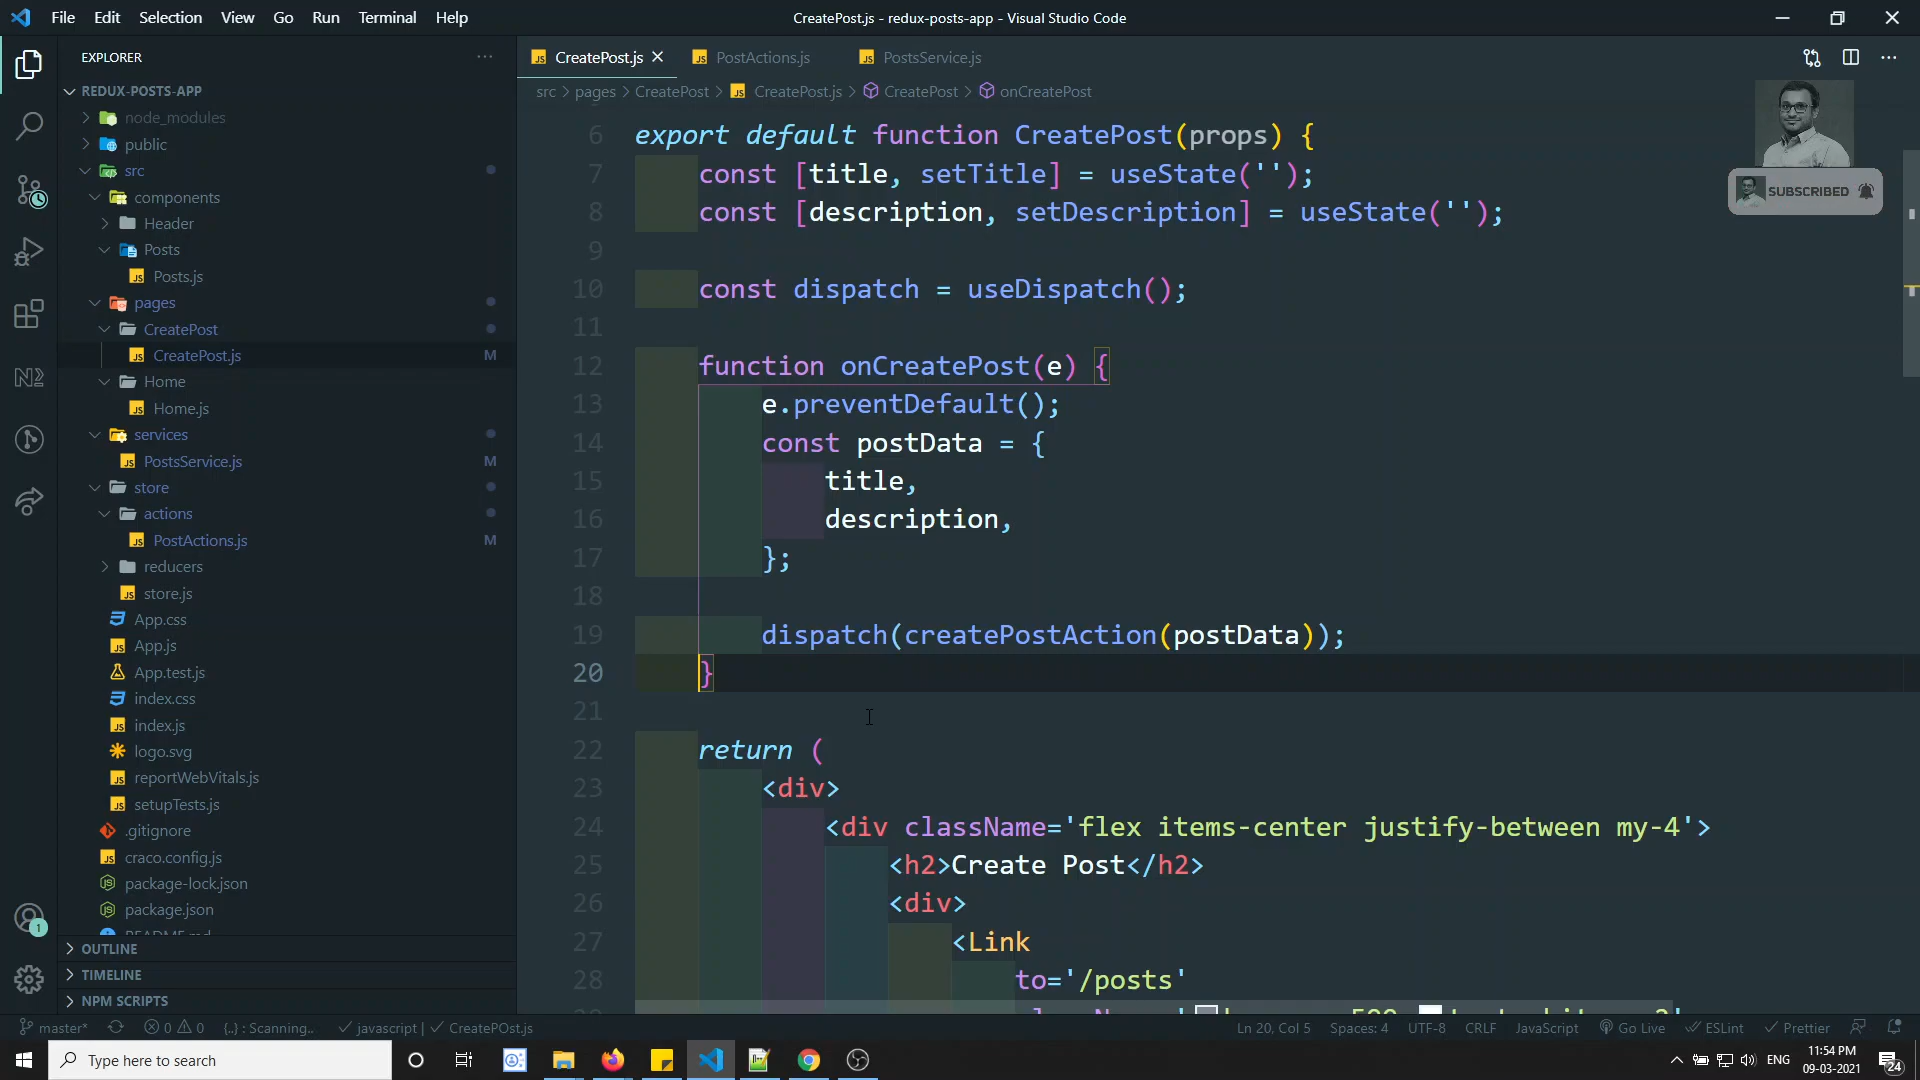 File Edit Selection View Go Run Terminal Help
CreatePost.js - redux-posts-app - Visual Studio Code
EXPLORER
REDUX-POSTS-APP
node_modules
public
src
components
Header
Posts
Posts.js
pages
CreatePost
CreatePost.js M
Home
Home.js
services
PostsService.js M
store
actions
PostActions.js M
reducers
store.js
App.css
App.js
App.test.js
index.css
index.js
logo.svg
reportWebVitals.js
setupTests.js
.gitignore
craco.config.js
package-lock.json
package.json
README.md
OUTLINE
TIMELINE
NPM SCRIPTS
1
CreatePost.js PostActions.js PostsService.js
src > pages > CreatePost > CreatePost.js > CreatePost > onCreatePost
SUBSCRIBED
6 export default function CreatePost(props) {
7 const [title, setTitle] = useState('');
8 const [description, setDescription] = useState('');
9
10 const dispatch = useDispatch();
11
12 function onCreatePost(e) {
13 e.preventDefault();
14 const postData = {
15 title,
16 description,
17 };
18
19 dispatch(createPostAction(postData));
20 }
21
22 return (
23 <div>
24 <div className='flex items-center justify-between my-4'>
25 <h2>Create Post</h2>
26 <div>
27 <Link
28 to='/posts'
master* 0 0 {..} : Scanning.. javascript | CreatePOst.js
Ln 20, Col 5 Spaces: 4 UTF-8 CRLF JavaScript Go Live ESLint Prettier
Type here to search
ENG 11:54 PM
09-03-2021
24